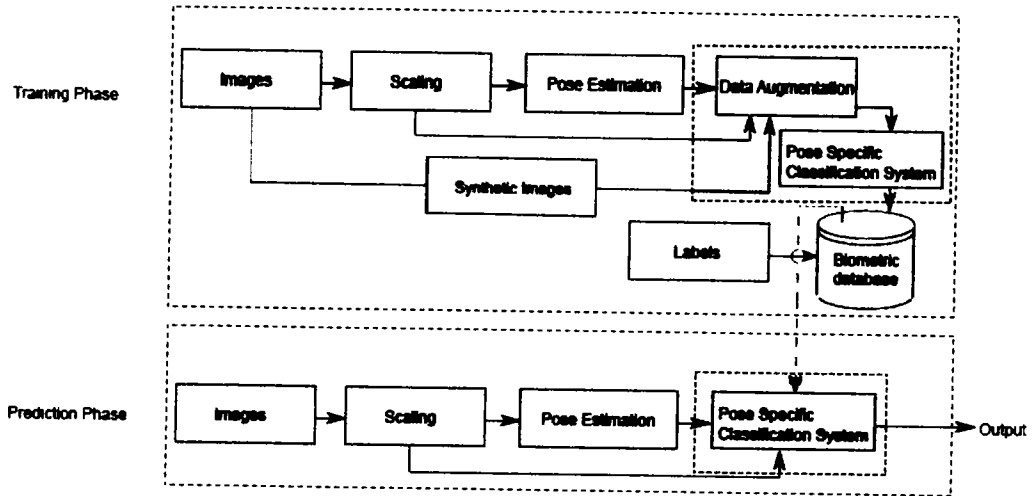 Training Phase
Images
Scaling
Pose Estimation
Data Augmentation
Pose Specific
Classification System
Synthetic Images
Labels
Biometric
database
Prediction Phase
Images
Scaling
Pose Estimation
Pose Specific
Classification System
Output